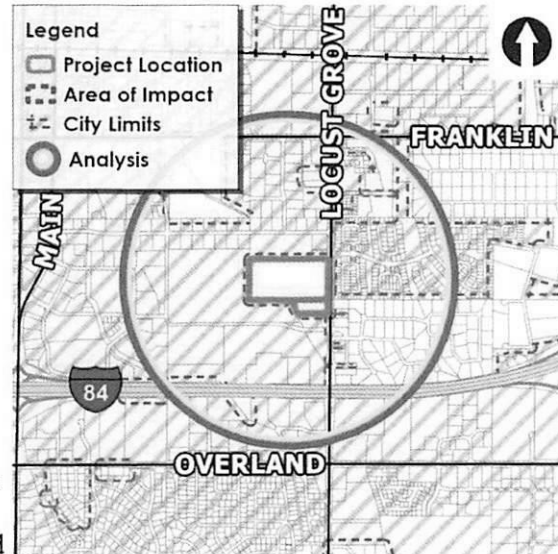 Legend
Project Location
Area of Impact
City Limits
Analysis
LOCUST GROVE
FRANKLIN
MAIN
84
OVERLAND